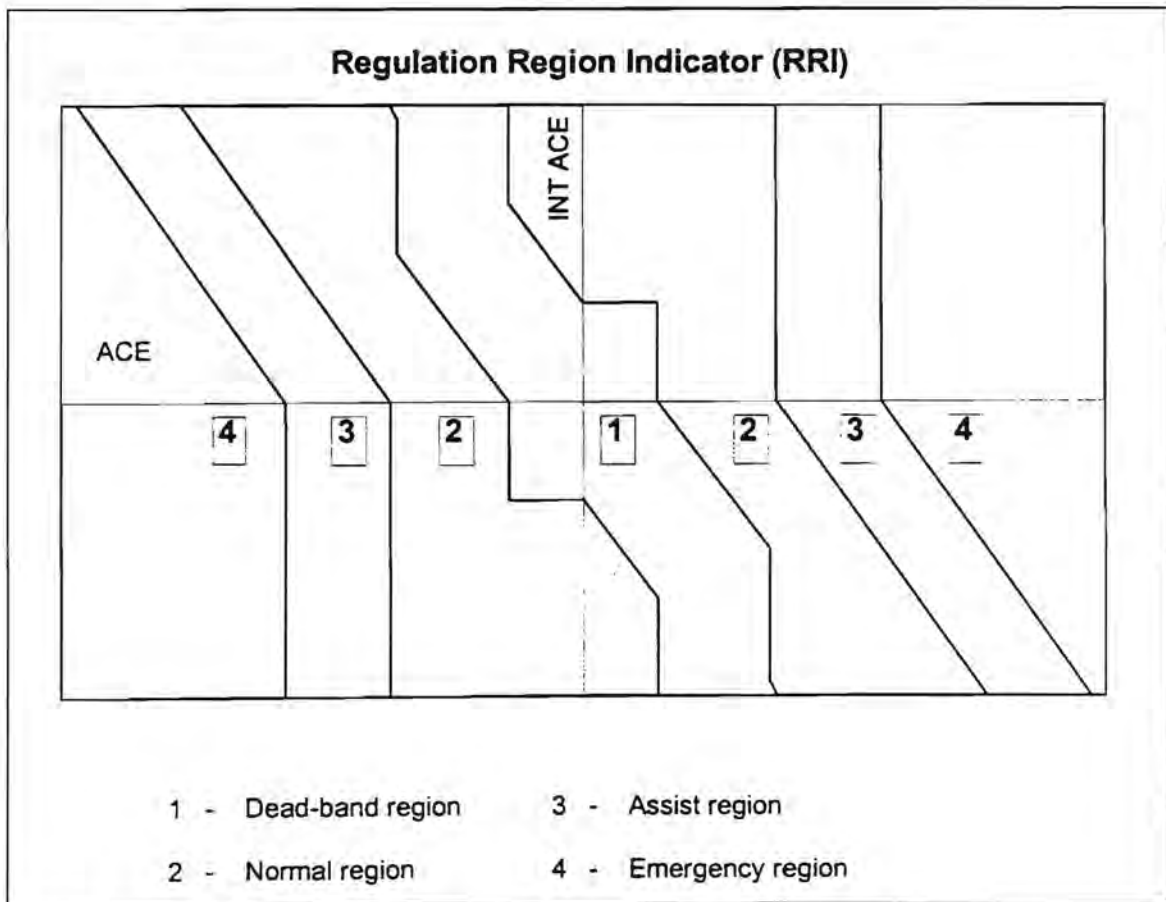 Regulation Region Indicator (RRI)
INT ACE
ACE
4 3 2 1 2 3 4
1 - Dead-band region 3 - Assist region
2 - Normal region 4 - Emergency region